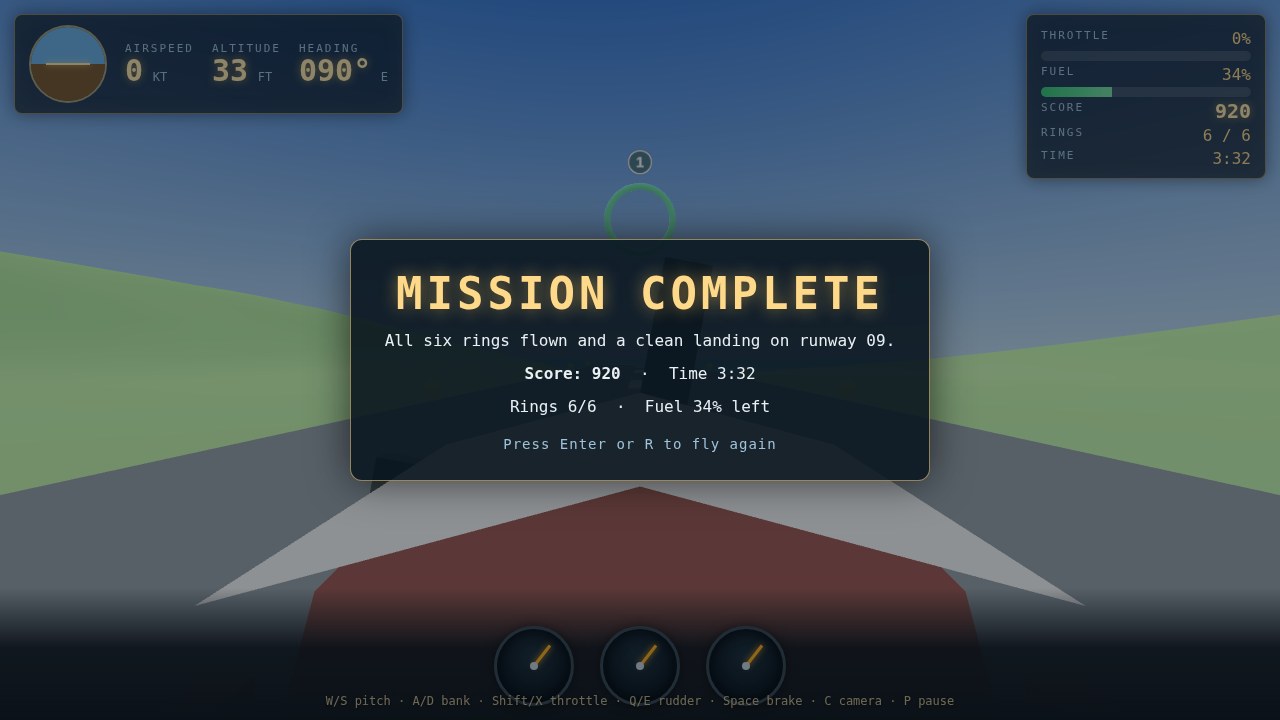 AIRSPEED ALTITUDE HEADING
0 KT 33 FT 090° E
THROTTLE 0%
FUEL 34%
SCORE 920
RINGS 6 / 6
TIME 3:32
1
MISSION COMPLETE
All six rings flown and a clean landing on runway 09.
Score: 920 · Time 3:32
Rings 6/6 · Fuel 34% left
Press Enter or R to fly again
W/S pitch · A/D bank · Shift/X throttle · Q/E rudder · Space brake · C camera · P pause